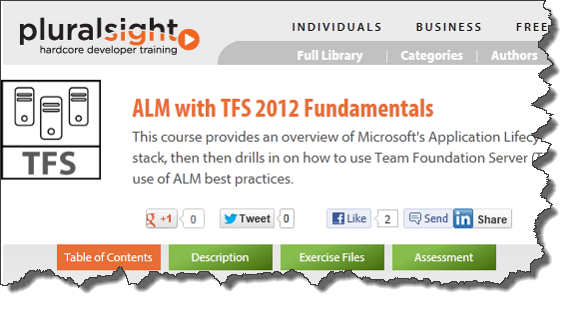 pluralsight
hardcore developer training
INDIVIDUALS BUSINESS FREE
Full Library | Categories | Authors
TFS
ALM with TFS 2012 Fundamentals
This course provides an overview of Microsoft's Application
stack, then then drills in on how to use Team Foundation Server
use of ALM best practices.
g +1 0 Tweet 0 Like 2 Send in Share
Table of Contents Description Exercise Files Assessment